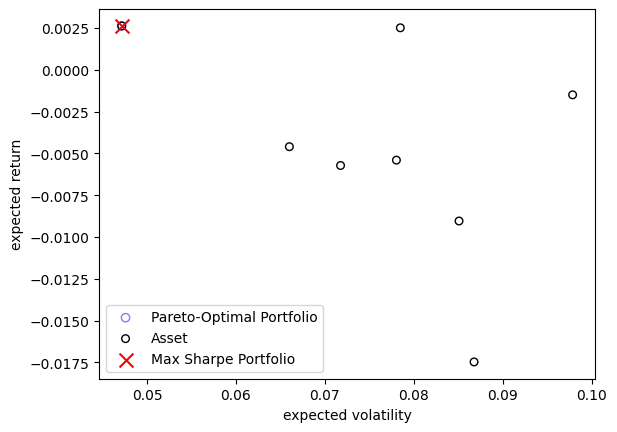 0.0025
0.0000
−0.0025
−0.0050
−0.0075
−0.0100
−0.0125
−0.0150
−0.0175
expected return
Pareto-Optimal Portfolio
Asset
Max Sharpe Portfolio
0.05 0.06 0.07 0.08 0.09 0.10
expected volatility